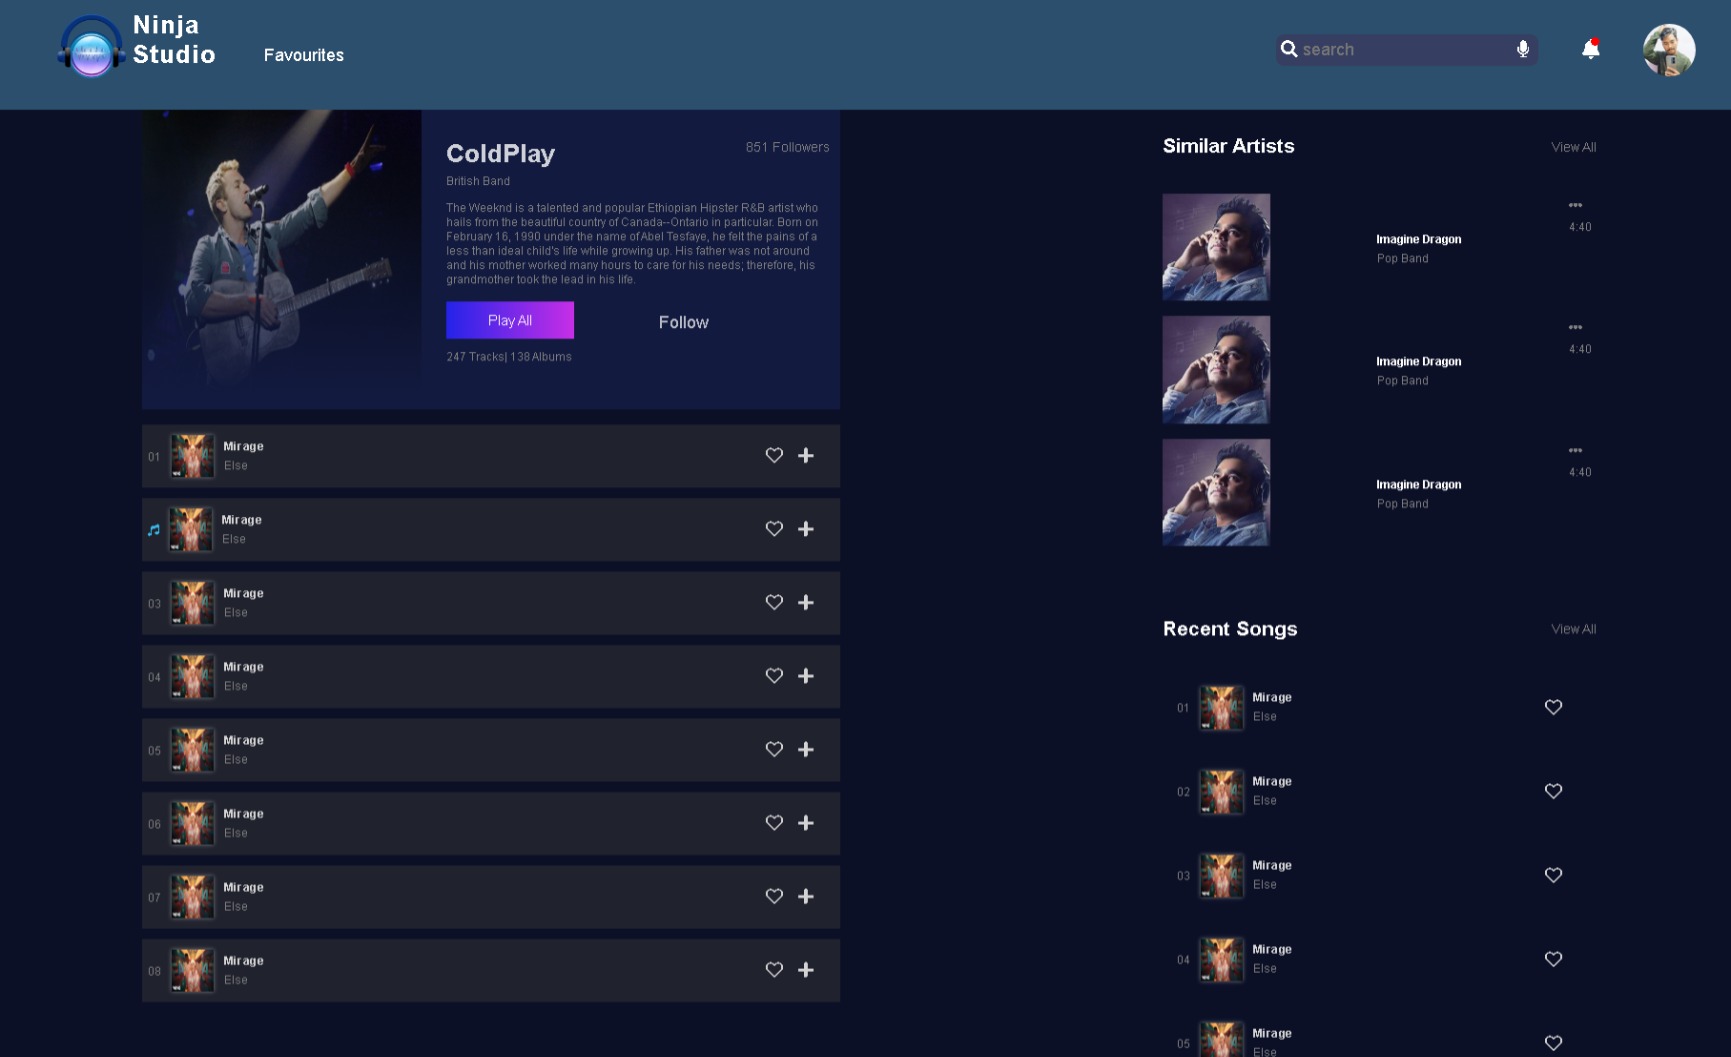 Ninja
Studio
Favourites
search
ColdPlay
851 Followers
British Band
The Weeknd is a talented and popular Ethiopian Hipster R&B artist who
hails from the beautiful country of Canada--Ontario in particular. Born on
February 16, 1990 under the name of Abel Tesfaye, he felt the pains of a
less than ideal child's life while growing up. His father was not around
and his mother worked many hours to care for his needs; therefore, his
grandmother took the lead in his life.
Play All
Follow
247 Tracks| 138 Albums
01
Mirage
Else
Mirage
Else
03
Mirage
Else
04
Mirage
Else
05
Mirage
Else
06
Mirage
Else
07
Mirage
Else
08
Mirage
Else
Similar Artists
View All
4:40
Imagine Dragon
Pop Band
4:40
Imagine Dragon
Pop Band
4:40
Imagine Dragon
Pop Band
Recent Songs
View All
01
Mirage
Else
02
Mirage
Else
03
Mirage
Else
04
Mirage
Else
05
Mirage
Else